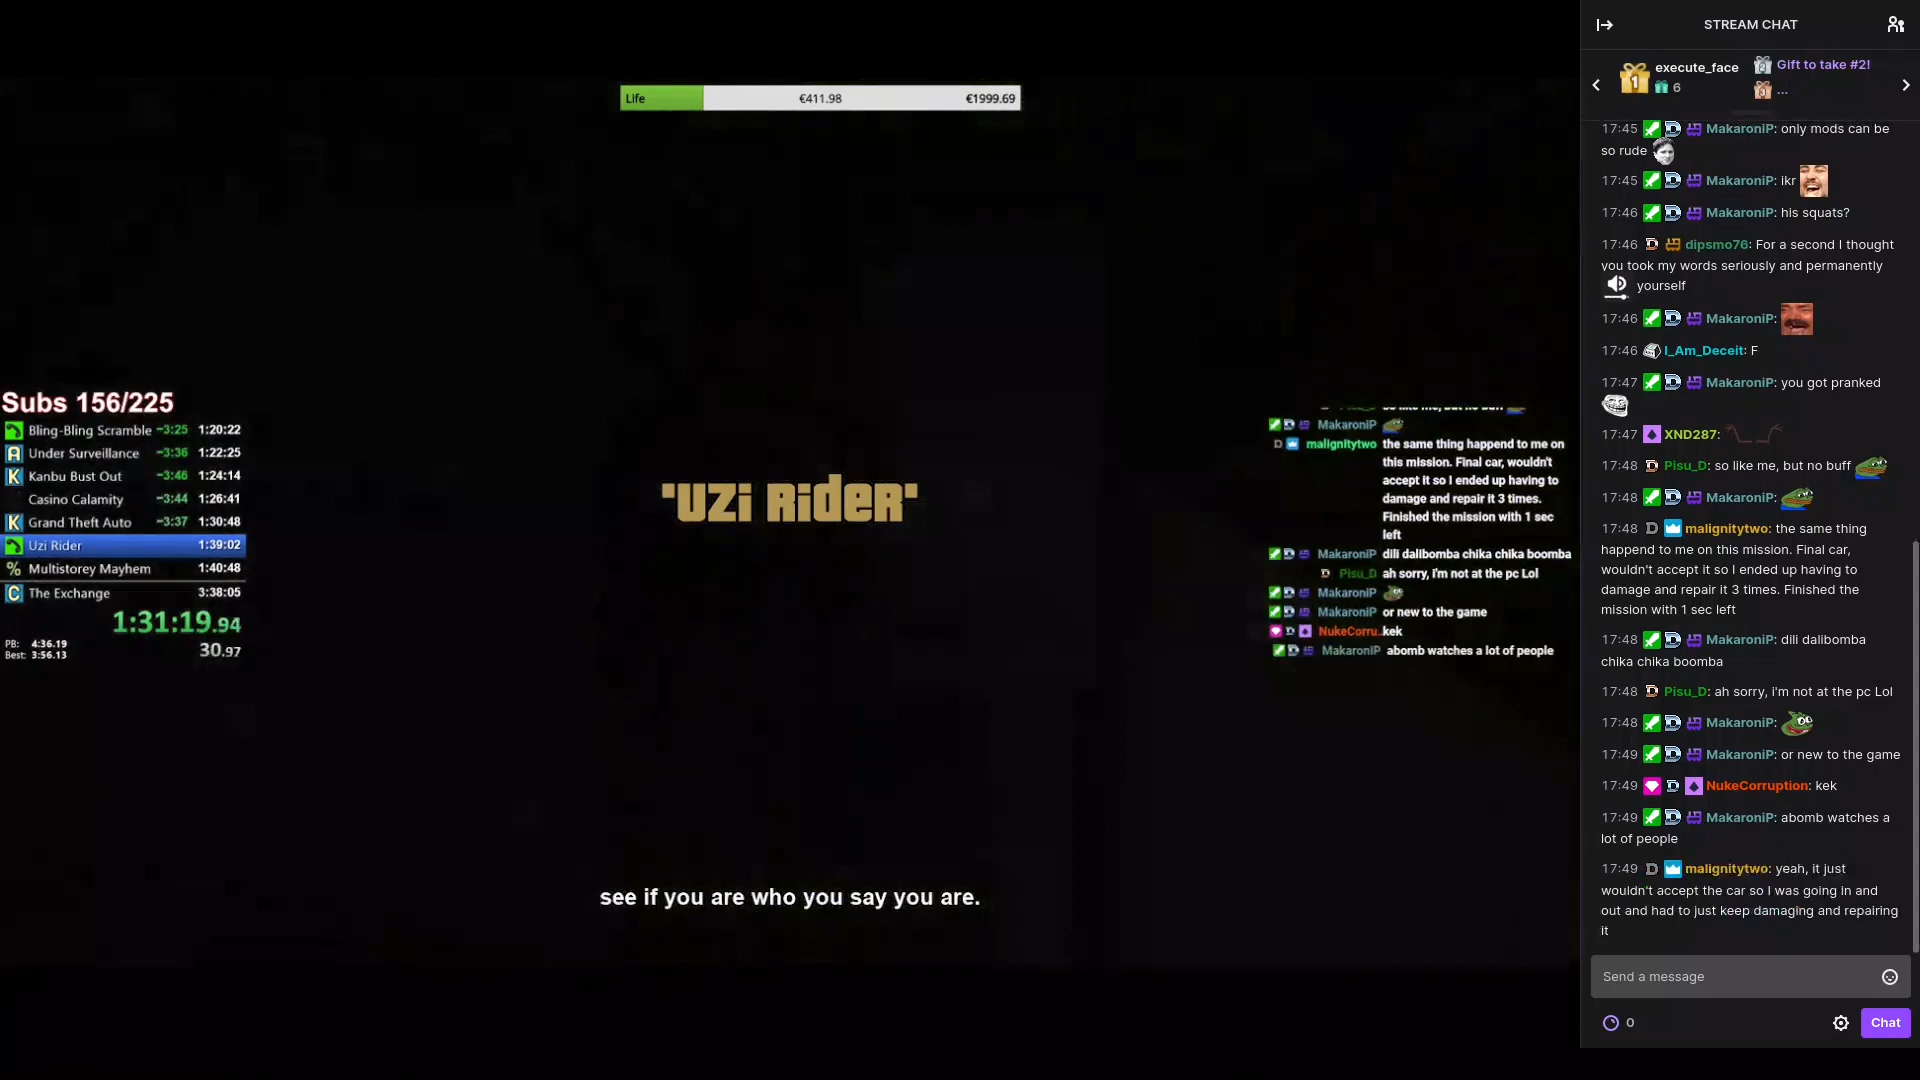 Life €411.98 €1999.69
Subs 156/225
Bling-Bling Scramble -3:25 1:20:22
Under Surveillance -3:36 1:22:25
Kanbu Bust Out -3:46 1:24:14
Casino Calamity -3:44 1:26:41
Grand Theft Auto -3:37 1:30:48
Uzi Rider 1:39:02
Multistorey Mayhem 1:40:48
The Exchange 3:38:05
1:31:19.94
PB: 4:36.19
Best: 3:56.13
30.97
'UZI RIDER'
see if you are who you say you are.
Pisu_D so like me, but no buff
MakaroniP
malignitytwo the same thing happend to me on
this mission. Final car, wouldn't
accept it so I ended up having to
damage and repair it 3 times.
Finished the mission with 1 sec
left
MakaroniP dili dalibomba chika chika boomba
Pisu_D ah sorry, I'm not at the pc Lol
MakaroniP
MakaroniP or new to the game
NukeCorru.. kek
MakaroniP abomb watches a lot of people
STREAM CHAT
execute_face
6
Gift to take #2!
...
17:45 MakaroniP: only mods can be
so rude
17:45 MakaroniP: ikr
17:46 MakaroniP: his squats?
17:46 dipsmo76: For a second I thought
you took my words seriously and permanently
yourself
17:46 MakaroniP:
17:46 I_Am_Deceit: F
17:47 MakaroniP: you got pranked
17:47 XND287:
17:48 Pisu_D: so like me, but no buff
17:48 MakaroniP:
17:48 malignitytwo: the same thing
happend to me on this mission. Final car,
wouldn't accept it so I ended up having to
damage and repair it 3 times. Finished the
mission with 1 sec left
17:48 MakaroniP: dili dalibomba
chika chika boomba
17:48 Pisu_D: ah sorry, i'm not at the pc Lol
17:48 MakaroniP:
17:49 MakaroniP: or new to the game
17:49 NukeCorruption: kek
17:49 MakaroniP: abomb watches a
lot of people
17:49 malignitytwo: yeah, it just
wouldn't accept the car so I was going in and
out and had to just keep damaging and repairing
it
Send a message
0
Chat